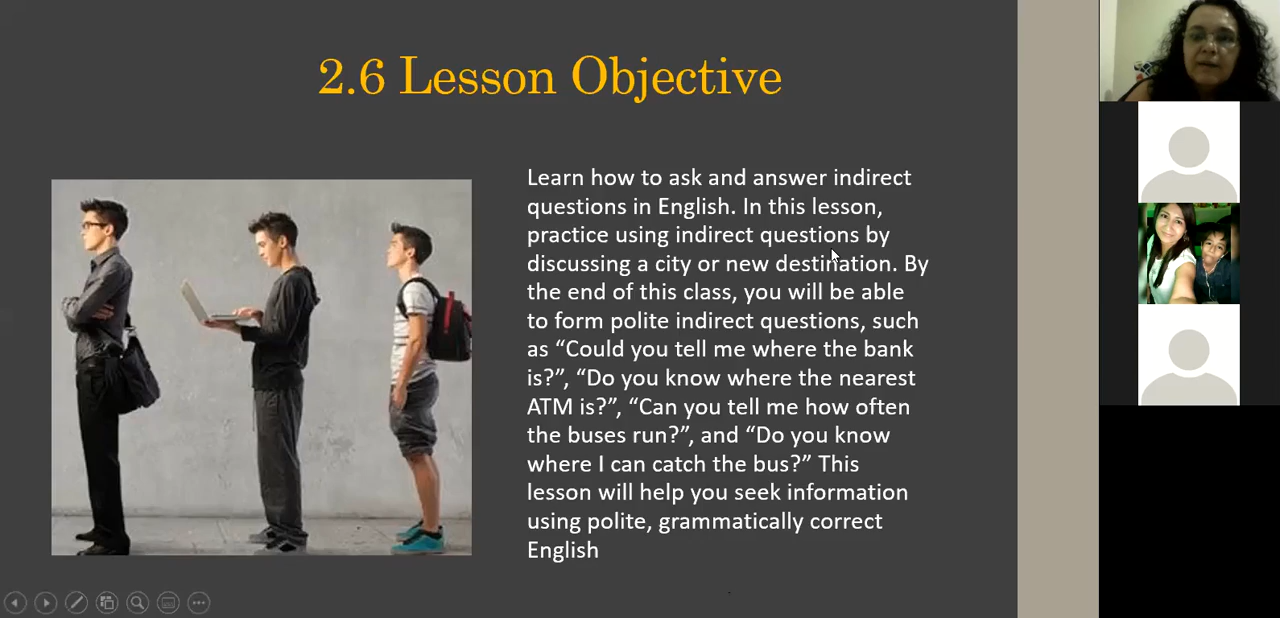 2.6 Lesson Objective
Learn how to ask and answer indirect
questions in English. In this lesson,
practice using indirect questions by
discussing a city or new destination. By
the end of this class, you will be able
to form polite indirect questions, such
as “Could you tell me where the bank
is?”, “Do you know where the nearest
ATM is?”, “Can you tell me how often
the buses run?”, and “Do you know
where I can catch the bus?” This
lesson will help you seek information
using polite, grammatically correct
English